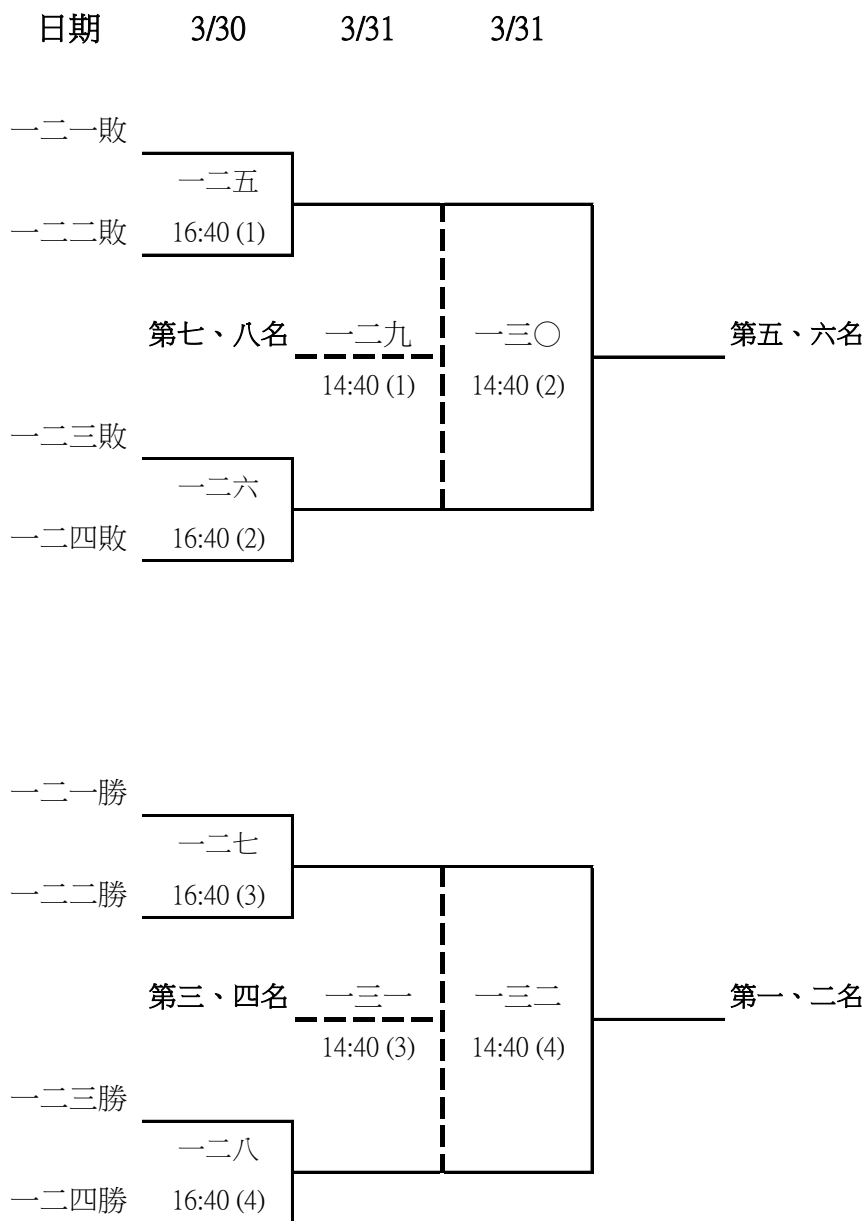 日期 3/30 3/31 3/31
一二一敗
一二五
一二二敗 16:40 (1)
第七、八名 一二九 一三〇 第五、六名
14:40 (1) 14:40 (2)
一二三敗
一二六
一二四敗 16:40 (2)
一二一勝
一二七
一二二勝 16:40 (3)
第三、四名 一三一 一三二 第一、二名
14:40 (3) 14:40 (4)
一二三勝
一二八
一二四勝 16:40 (4)